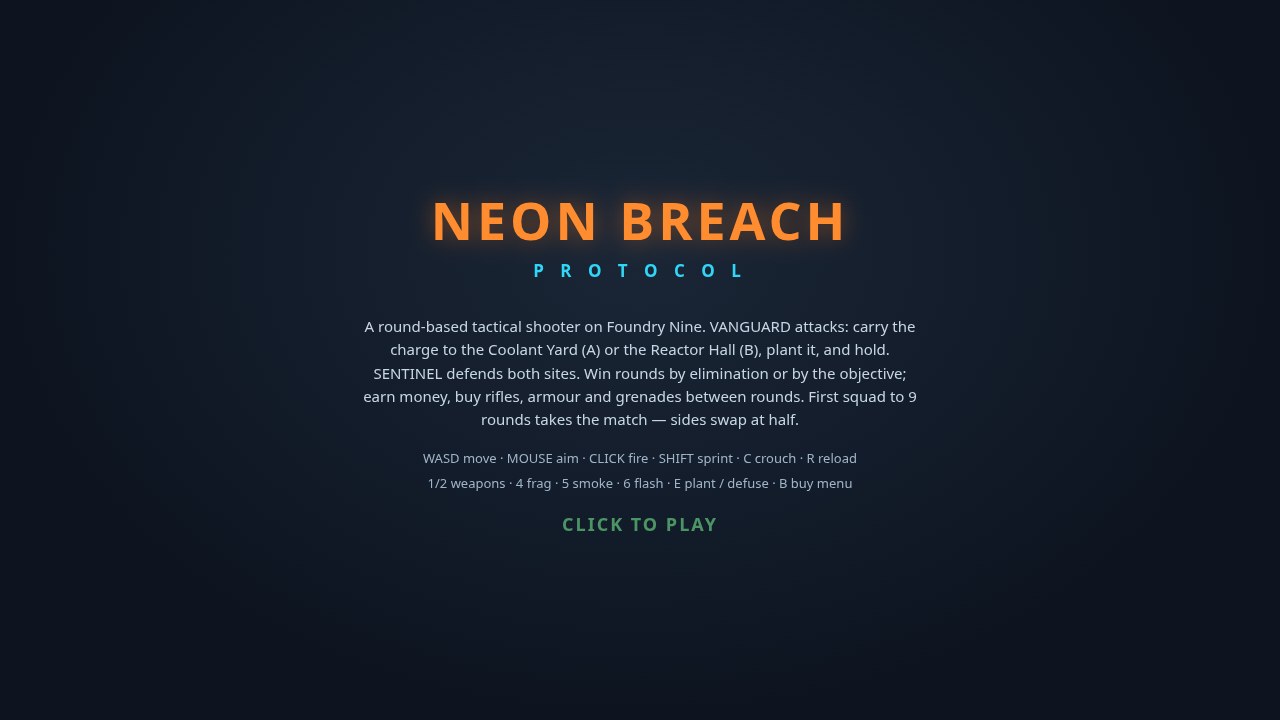 NEON BREACH
PROTOCOL
A round-based tactical shooter on Foundry Nine. VANGUARD attacks: carry the
charge to the Coolant Yard (A) or the Reactor Hall (B), plant it, and hold.
SENTINEL defends both sites. Win rounds by elimination or by the objective;
earn money, buy rifles, armour and grenades between rounds. First squad to 9
rounds takes the match — sides swap at half.
WASD move · MOUSE aim · CLICK fire · SHIFT sprint · C crouch · R reload
1/2 weapons · 4 frag · 5 smoke · 6 flash · E plant / defuse · B buy menu
CLICK TO PLAY